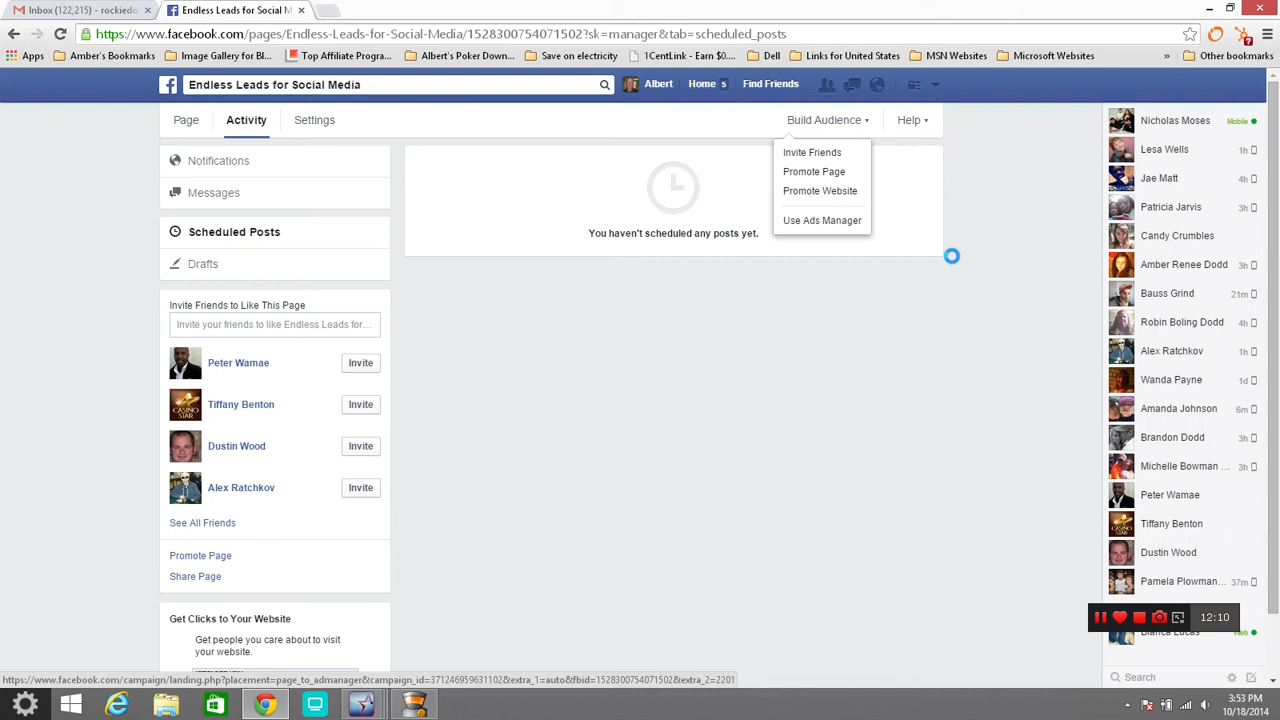 Inbox (122,215) - rockiedo
Endless Leads for Social M
https://www.facebook.com/pages/Endless-Leads-for-Social-Media/1528300754071502?sk=manager&tab=scheduled_posts
Apps
Amber's Bookmarks
Image Gallery for Bl...
Top Affiliate Progra...
Albert's Poker Down...
1CentLink - Earn $0....
Dell
Links for United States
MSN Websites
Microsoft Websites
»
Other bookmarks
Endless Leads for Social Media
Albert
Home 5
Find Friends
Page
Activity
Settings
Build Audience
Help
Invite Friends
Promote Page
Promote Website
Use Ads Manager
Notifications
Messages
Scheduled Posts
Drafts
You haven't scheduled any posts yet.
Invite Friends to Like This Page
Invite your friends to like Endless Leads for...
Peter Wamae
Invite
Tiffany Benton
Invite
Dustin Wood
Invite
Alex Ratchkov
Invite
See All Friends
Promote Page
Share Page
Get Clicks to Your Website
Get people you care about to visit
your website.
Nicholas Moses Mobile
Lesa Wells 1h
Jae Matt 4h
Patricia Jarvis 3h
Candy Crumbles
Amber Renee Dodd 3h
Bauss Grind 21m
Robin Boling Dodd 4h
Alex Ratchkov 1h
Wanda Payne 1d
Amanda Johnson 6m
Brandon Dodd 3h
Michelle Bowman ... 3h
Peter Wamae
Tiffany Benton
Dustin Wood
Pamela Plowman... 37m
12:10
Bianca Lucas Web
Search
https://www.facebook.com/campaign/landing.php?placement=page_to_admanager&campaign_id=371246959631102&extra_1=auto&fbid=1528300754071502&extra_2=2201
3:53 PM
10/18/2014